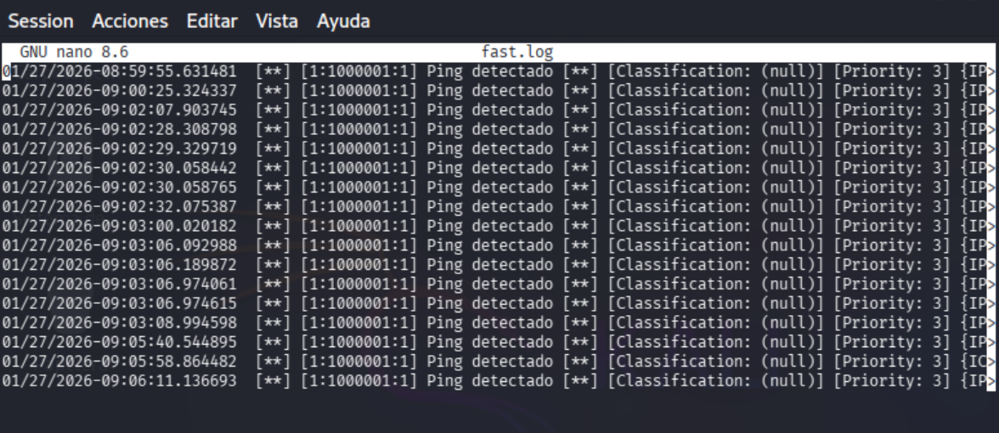 Session Acciones Editar Vista Ayuda
GNU nano 8.6 fast.log
01/27/2026-08:59:55.631481 [**] [1:1000001:1] Ping detectado [**] [Classification: (null)] [Priority: 3] {IP>
01/27/2026-09:00:25.324337 [**] [1:1000001:1] Ping detectado [**] [Classification: (null)] [Priority: 3] {IP>
01/27/2026-09:02:07.903745 [**] [1:1000001:1] Ping detectado [**] [Classification: (null)] [Priority: 3] {IP>
01/27/2026-09:02:28.308798 [**] [1:1000001:1] Ping detectado [**] [Classification: (null)] [Priority: 3] {IP>
01/27/2026-09:02:29.329719 [**] [1:1000001:1] Ping detectado [**] [Classification: (null)] [Priority: 3] {IP>
01/27/2026-09:02:30.058442 [**] [1:1000001:1] Ping detectado [**] [Classification: (null)] [Priority: 3] {IP>
01/27/2026-09:02:30.058765 [**] [1:1000001:1] Ping detectado [**] [Classification: (null)] [Priority: 3] {IP>
01/27/2026-09:02:32.075387 [**] [1:1000001:1] Ping detectado [**] [Classification: (null)] [Priority: 3] {IP>
01/27/2026-09:03:00.020182 [**] [1:1000001:1] Ping detectado [**] [Classification: (null)] [Priority: 3] {IP>
01/27/2026-09:03:06.092988 [**] [1:1000001:1] Ping detectado [**] [Classification: (null)] [Priority: 3] {IP>
01/27/2026-09:03:06.189872 [**] [1:1000001:1] Ping detectado [**] [Classification: (null)] [Priority: 3] {IP>
01/27/2026-09:03:06.974061 [**] [1:1000001:1] Ping detectado [**] [Classification: (null)] [Priority: 3] {IP>
01/27/2026-09:03:06.974615 [**] [1:1000001:1] Ping detectado [**] [Classification: (null)] [Priority: 3] {IP>
01/27/2026-09:03:08.994598 [**] [1:1000001:1] Ping detectado [**] [Classification: (null)] [Priority: 3] {IP>
01/27/2026-09:05:40.544895 [**] [1:1000001:1] Ping detectado [**] [Classification: (null)] [Priority: 3] {IP>
01/27/2026-09:05:58.864482 [**] [1:1000001:1] Ping detectado [**] [Classification: (null)] [Priority: 3] {IC>
01/27/2026-09:06:11.136693 [**] [1:1000001:1] Ping detectado [**] [Classification: (null)] [Priority: 3] {IP>